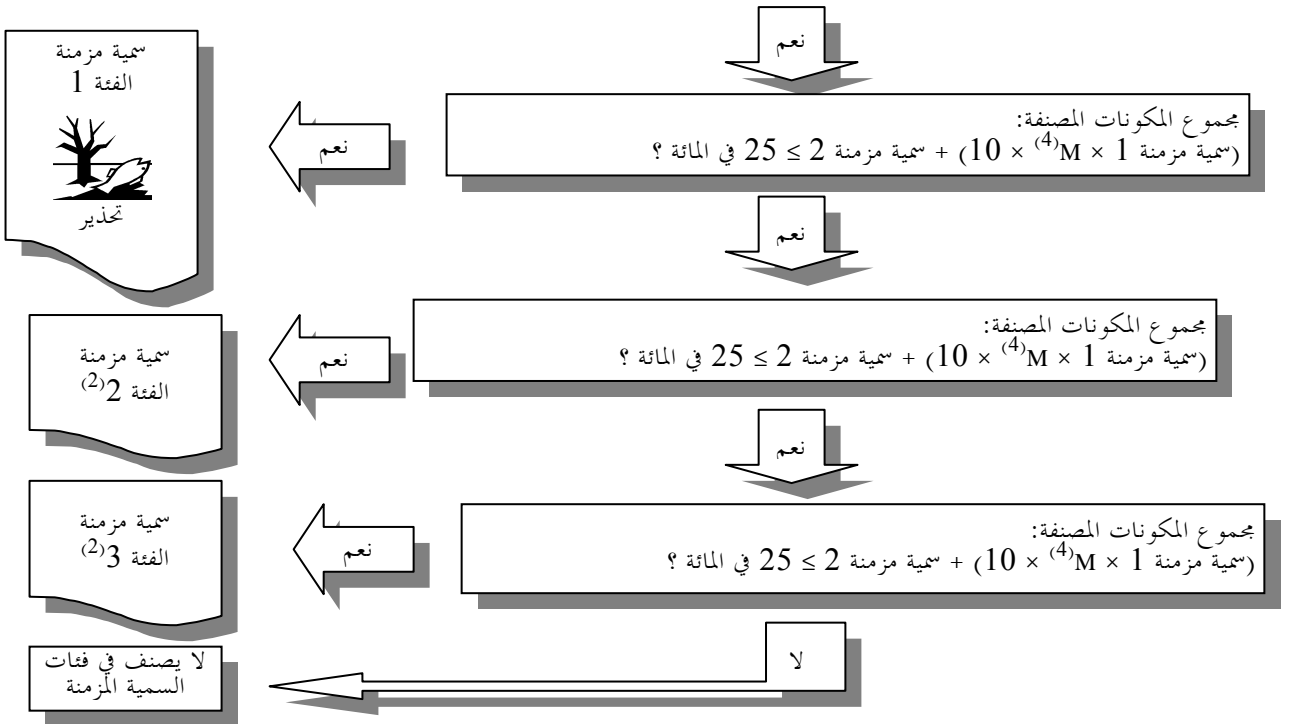 نعم
مجموع المكونات المصنفة:
(سمية مزمنة 1 × M⁽⁴⁾ × 10) + سمية مزمنة 2 ≥ 25 في المائة ؟
نعم
سمية مزمنة
الفئة 1
تحذير
نعم
مجموع المكونات المصنفة:
(سمية مزمنة 1 × M⁽⁴⁾ × 10) + سمية مزمنة 2 ≥ 25 في المائة ؟
نعم
سمية مزمنة
الفئة 2⁽²⁾
نعم
مجموع المكونات المصنفة:
(سمية مزمنة 1 × M⁽⁴⁾ × 10) + سمية مزمنة 2 ≥ 25 في المائة ؟
نعم
سمية مزمنة
الفئة 3⁽²⁾
لا
لا يصنف في فئات
السمية المزمنة